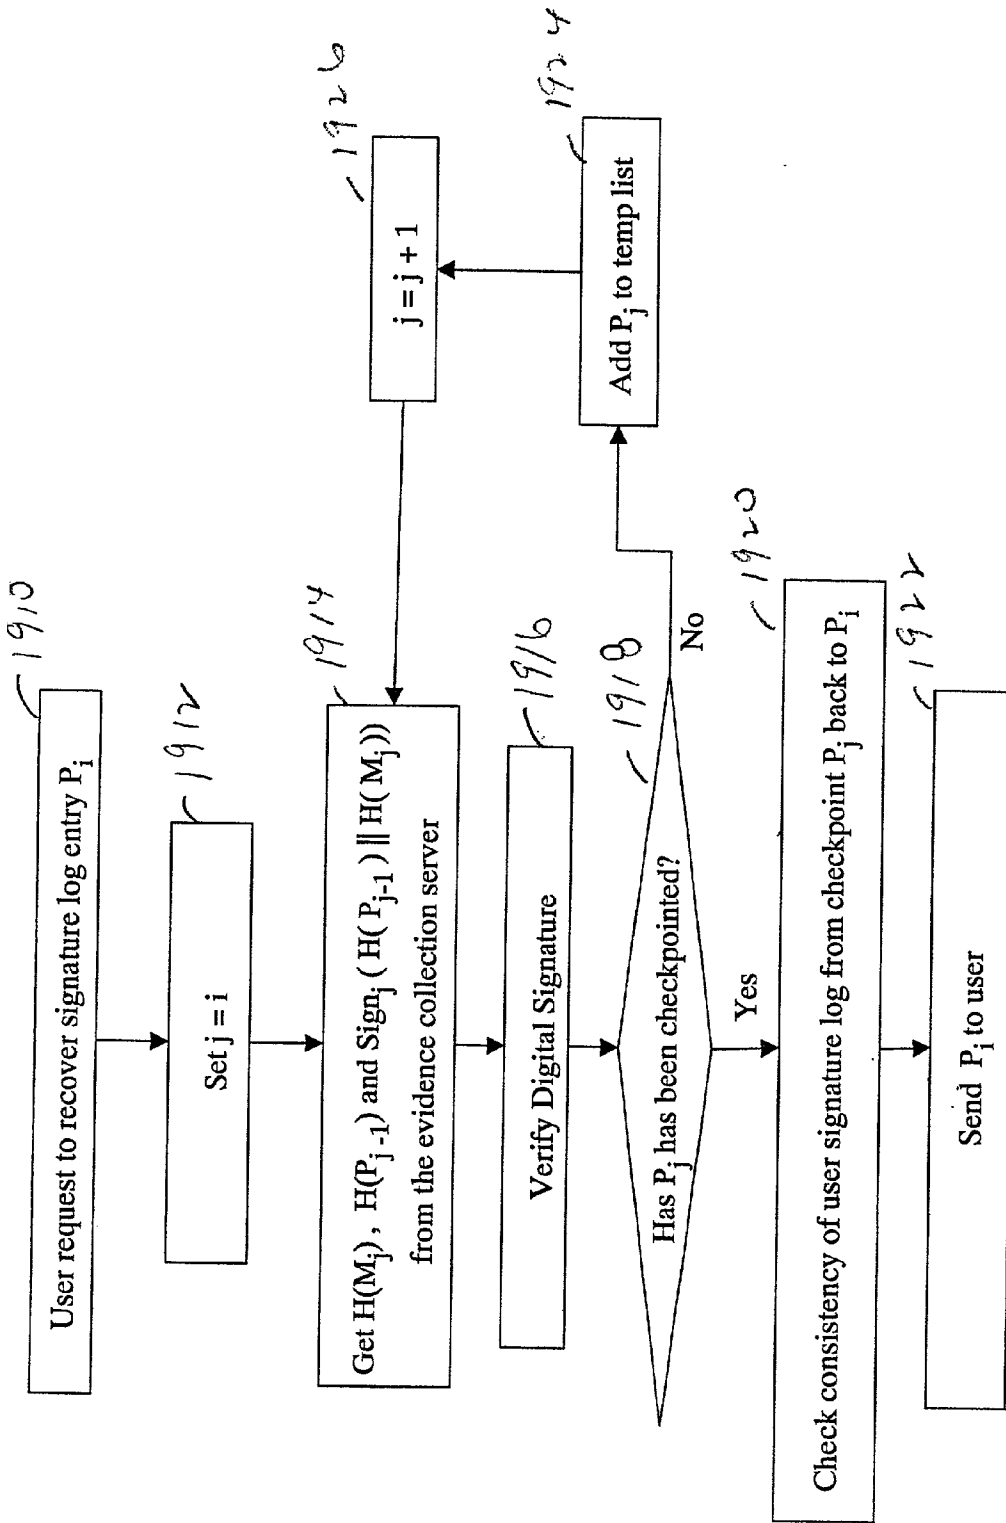 1910
User request to recover signature log entry P_i
1912
Set j = i
1914
Get H(M_j), H(P_{j-1}) and Sign_j ( H( P_{j-1} ) || H( M_j ))
from the evidence collection server
1916
Verify Digital Signature
1918
Has P_j has been checkpointed?
No
Yes
1924
Add P_j to temp list
1926
j = j + 1
1920
Check consistency of user signature log from checkpoint P_j back to P_i
1922
Send P_i to user